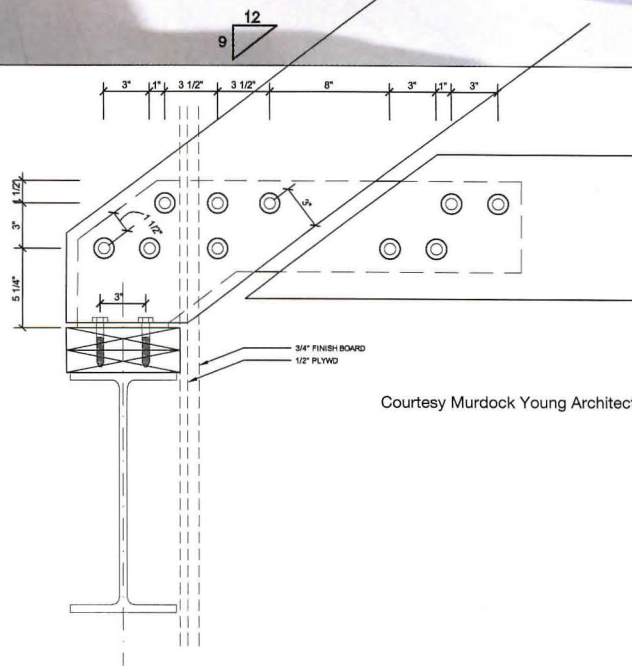 12
9
3" 1" 3 1/2" 3 1/2" 8" 3" 1" 3"
1/2"
3"
3"
1 1/2"
5 1/4"
3"
3/4" FINISH BOARD
1/2" PLYWD
Courtesy Murdock Young Architect